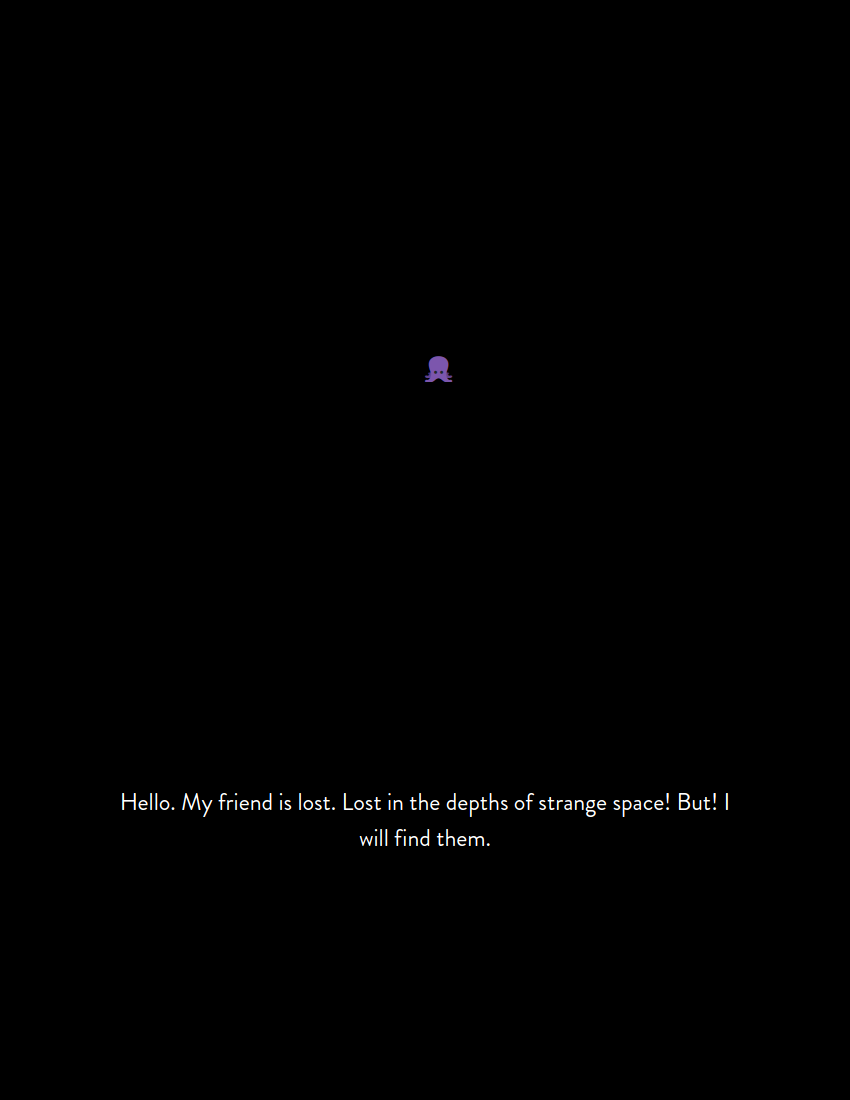 Hello. My friend is lost. Lost in the depths of strange space! But! I
will find them.